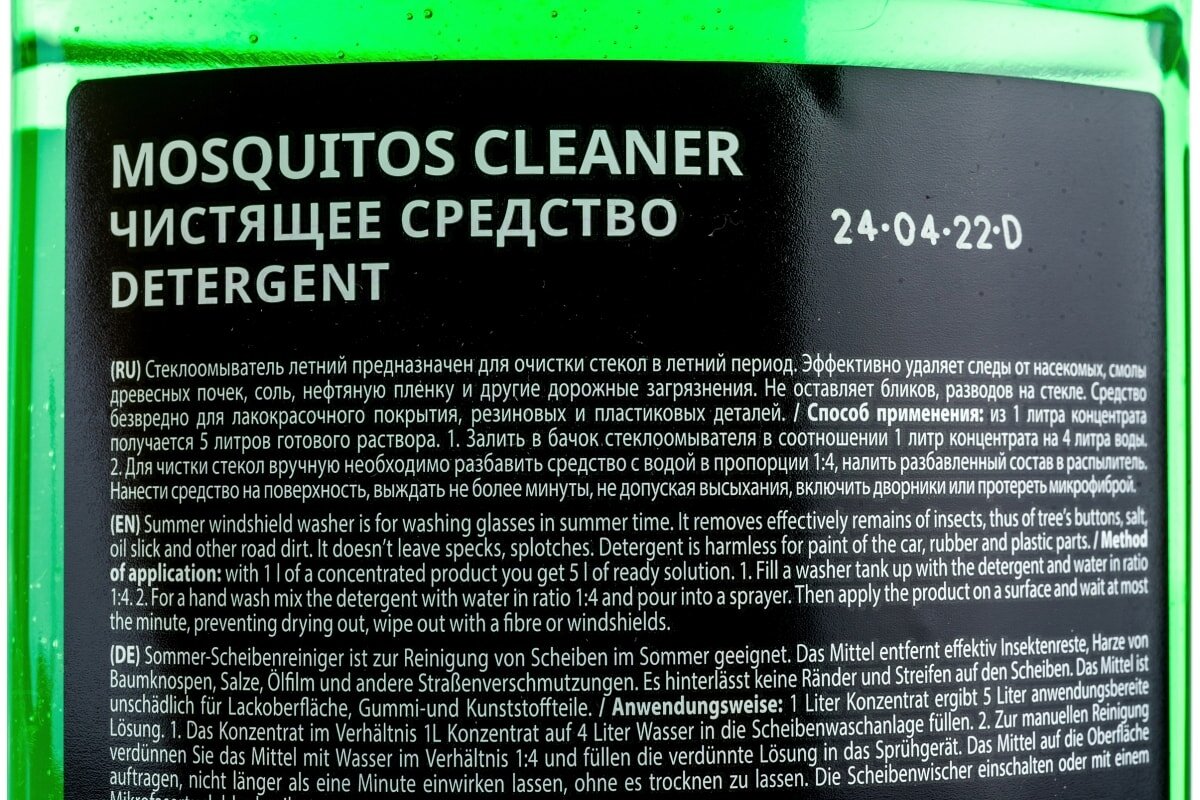 MOSQUITOS CLEANER
ЧИСТЯЩЕЕ СРЕДСТВО
DETERGENT
24·04·22·D
(RU) Стеклоомыватель летний предназначен для очистки стекол в летний период. Эффективно удаляет следы от насекомых, смолы
древесных почек, соль, нефтяную плёнку и другие дорожные загрязнения. Не оставляет бликов, разводов на стекле. Средство
безвредно для лакокрасочного покрытия, резиновых и пластиковых деталей. / Способ применения: из 1 литра концентрата
получается 5 литров готового раствора. 1. Залить в бачок стеклоомывателя в соотношении 1 литр концентрата на 4 литра воды.
2. Для чистки стекол вручную необходимо разбавить средство с водой в пропорции 1:4, налить разбавленный состав в распылитель.
Нанести средство на поверхность, выждать не более минуты, не допуская высыхания, включить дворники или протереть микрофиброй.
(EN) Summer windshield washer is for washing glasses in summer time. It removes effectively remains of insects, thus of tree's buttons, salt,
oil slick and other road dirt. It doesn't leave specks, splotches. Detergent is harmless for paint of the car, rubber and plastic parts. / Method
of application: with 1 l of a concentrated product you get 5 l of ready solution. 1. Fill a washer tank up with the detergent and water in ratio
1:4. 2. For a hand wash mix the detergent with water in ratio 1:4 and pour into a sprayer. Then apply the product on a surface and wait at most
the minute, preventing drying out, wipe out with a fibre or windshields.
(DE) Sommer-Scheibenreiniger ist zur Reinigung von Scheiben im Sommer geeignet. Das Mittel entfernt effektiv Insektenreste, Harze von
Baumknospen, Salze, Ölfilm und andere Straßenverschmutzungen. Es hinterlässt keine Ränder und Streifen auf den Scheiben. Das Mittel ist
unschädlich für Lackoberfläche, Gummi-und Kunststoffteile. / Anwendungsweise: 1 Liter Konzentrat ergibt 5 Liter anwendungsbereite
Lösung. 1. Das Konzentrat im Verhältnis 1L Konzentrat auf 4 Liter Wasser in die Scheibenwaschanlage füllen. 2. Zur manuellen Reinigung
verdünnen Sie das Mittel mit Wasser im Verhältnis 1:4 und füllen die verdünnte Lösung in das Sprühgerät. Das Mittel auf die Oberfläche
auftragen, nicht länger als eine Minute einwirken lassen, ohne es trocknen zu lassen. Die Scheibenwischer einschalten oder mit einem